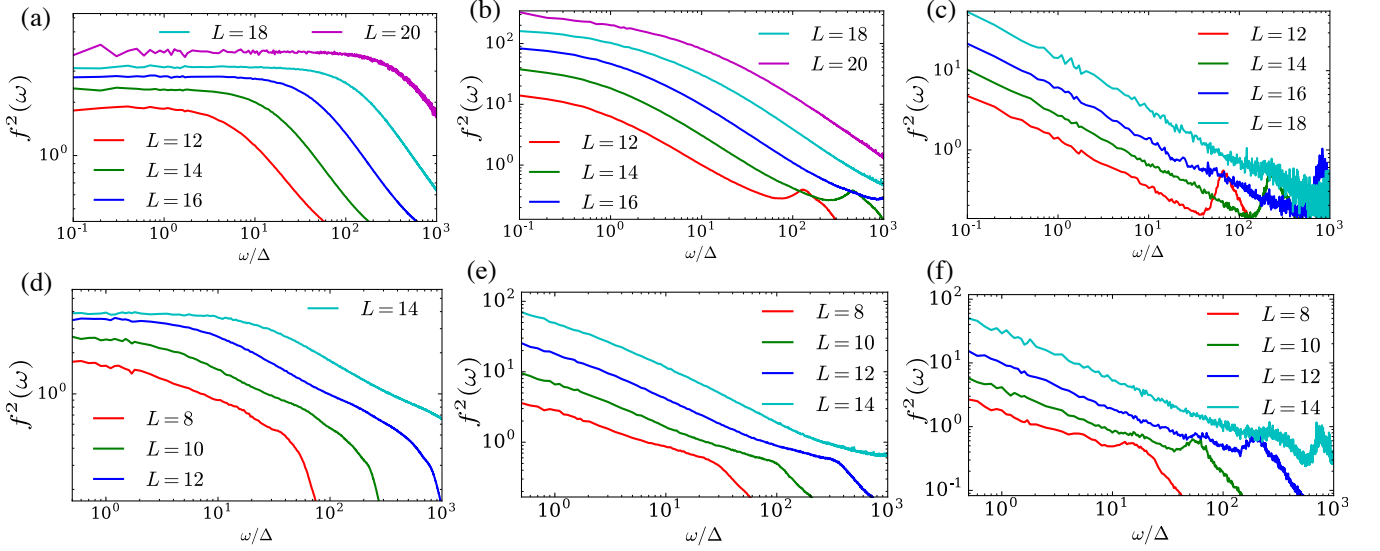 (a)
L = 18
L = 20
f²(ω)
10⁰
L = 12
L = 14
L = 16
10⁻¹ 10⁰ 10¹ 10² 10³
ω/Δ
(b)
L = 18
L = 20
f²(ω)
10²
10¹
10⁰
L = 12
L = 14
L = 16
10⁻¹ 10⁰ 10¹ 10² 10³
ω/Δ
(c)
L = 12
L = 14
L = 16
L = 18
f²(ω)
10¹
10⁰
10⁻¹ 10⁰ 10¹ 10² 10³
ω/Δ
(d)
L = 14
f²(ω)
10⁰
L = 8
L = 10
L = 12
10⁰ 10¹ 10² 10³
ω/Δ
(e)
L = 8
L = 10
L = 12
L = 14
f²(ω)
10²
10¹
10⁰
10⁰ 10¹ 10² 10³
ω/Δ
(f)
L = 8
L = 10
L = 12
L = 14
f²(ω)
10²
10¹
10⁰
10⁻¹
10⁰ 10¹ 10² 10³
ω/Δ